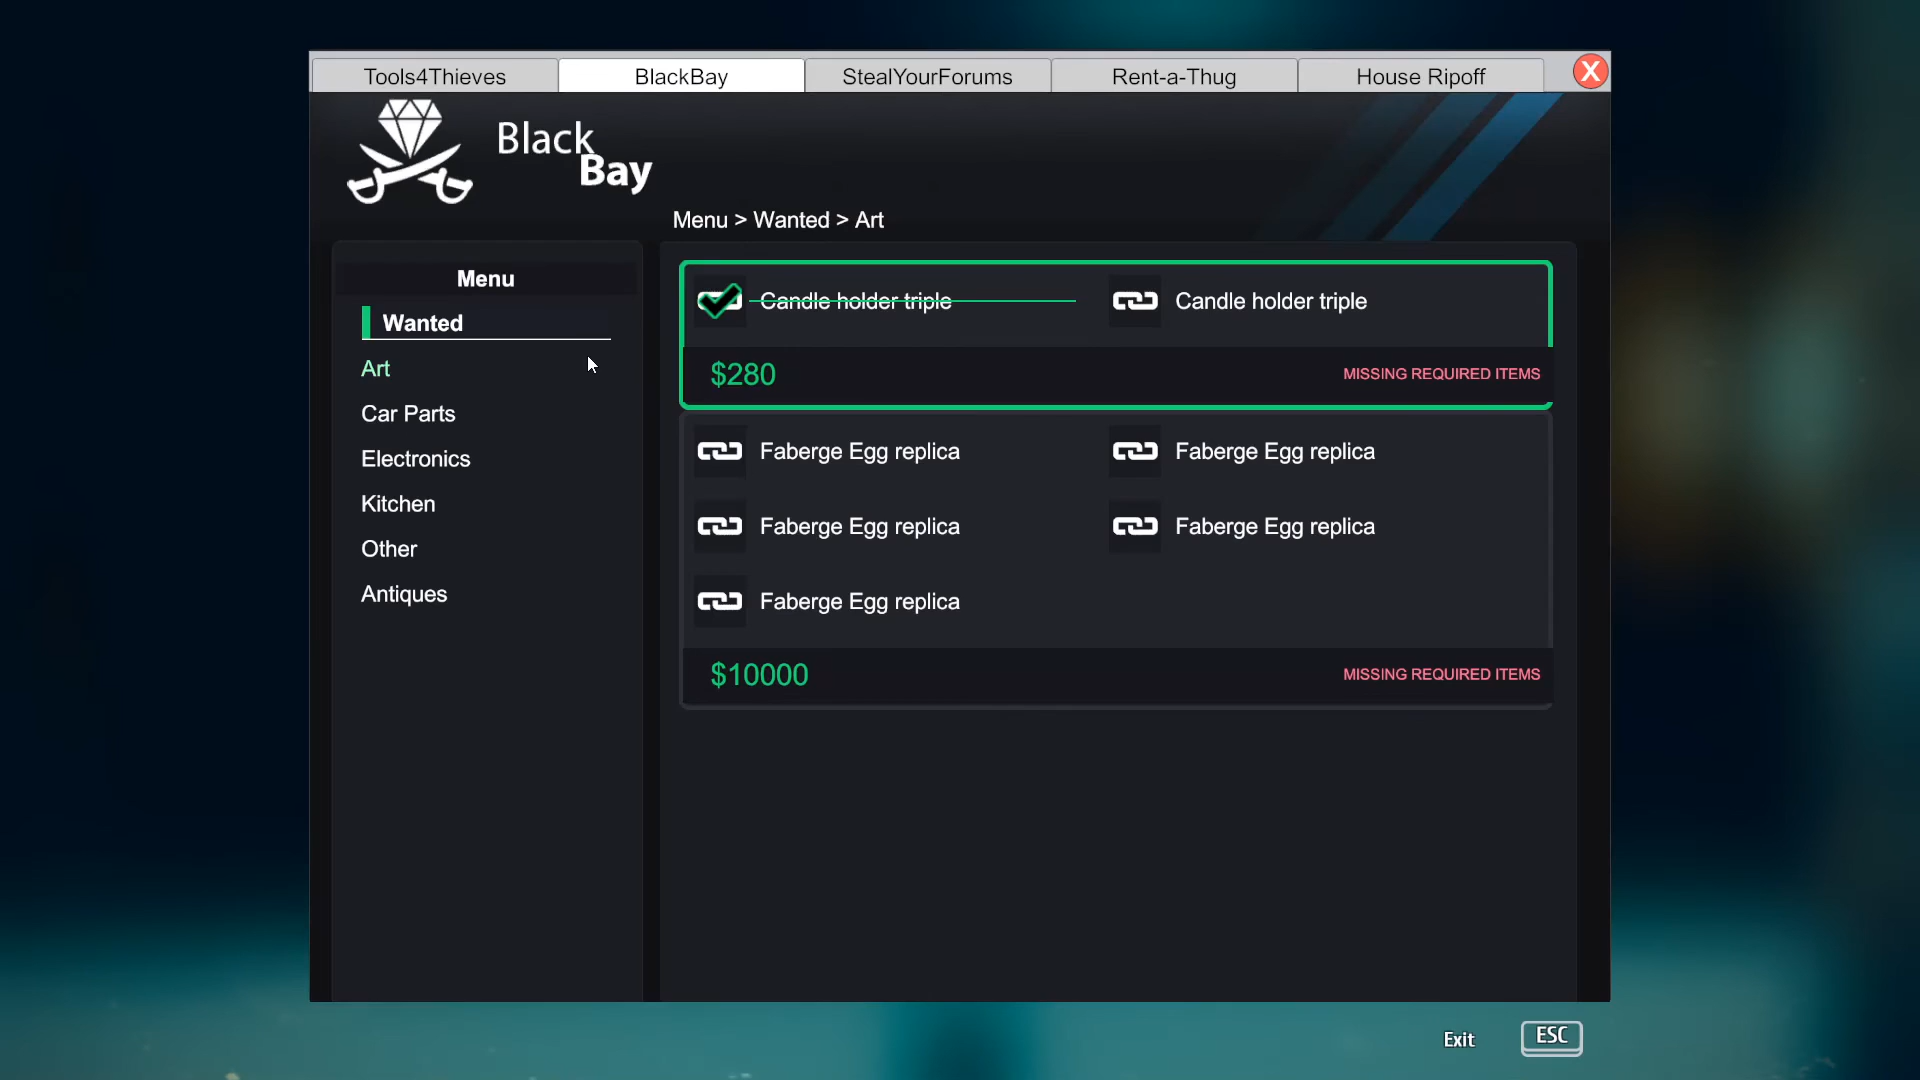 Tools4Thieves BlackBay StealYourForums Rent-a-Thug House Ripoff X
Black
Bay
Menu > Wanted > Art
Menu
Wanted
Art
Car Parts
Electronics
Kitchen
Other
Antiques
Candle holder triple Candle holder triple
$280 MISSING REQUIRED ITEMS
Faberge Egg replica Faberge Egg replica
Faberge Egg replica Faberge Egg replica
Faberge Egg replica
$10000 MISSING REQUIRED ITEMS
Exit ESC